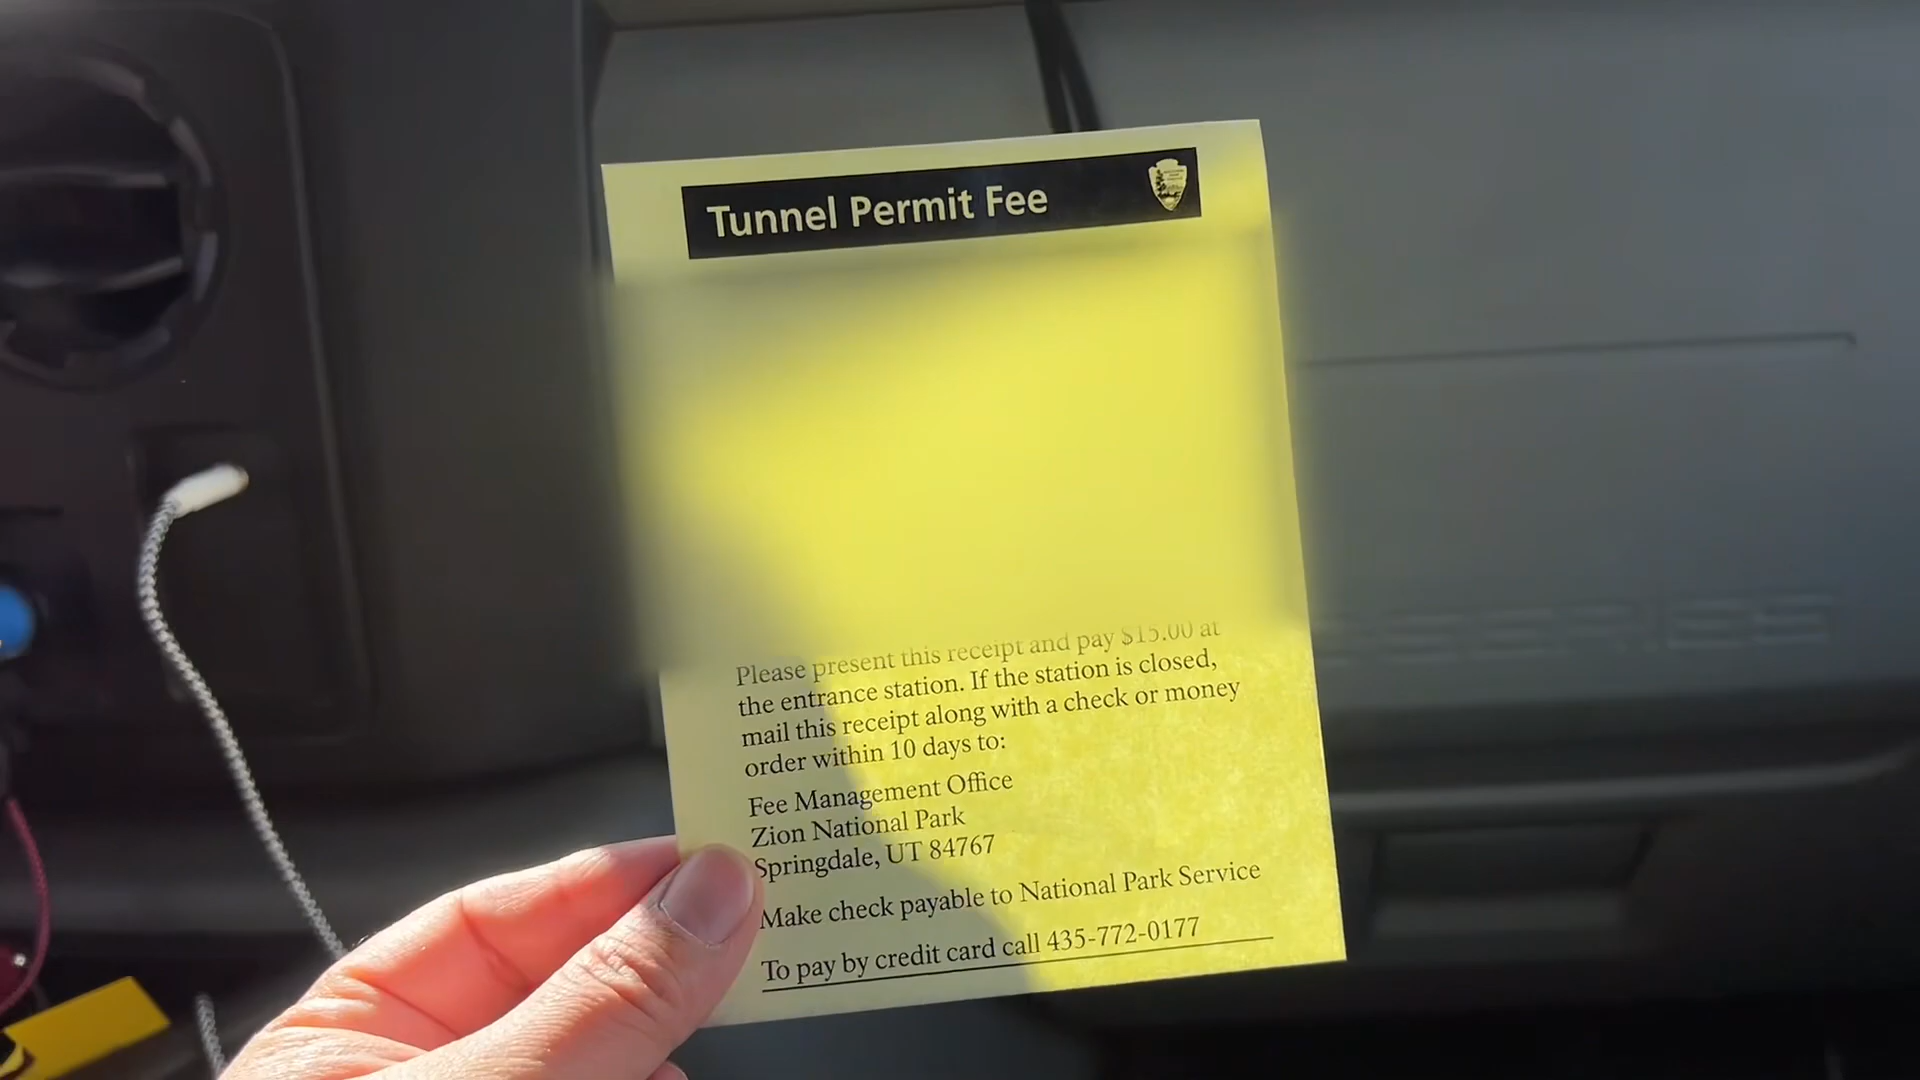 Tunnel Permit Fee
Please present this receipt and pay $15.00 at
the entrance station. If the station is closed,
mail this receipt along with a check or money
order within 10 days to:
Fee Management Office
Zion National Park
Springdale, UT 84767
Make check payable to National Park Service
To pay by credit card call 435-772-0177